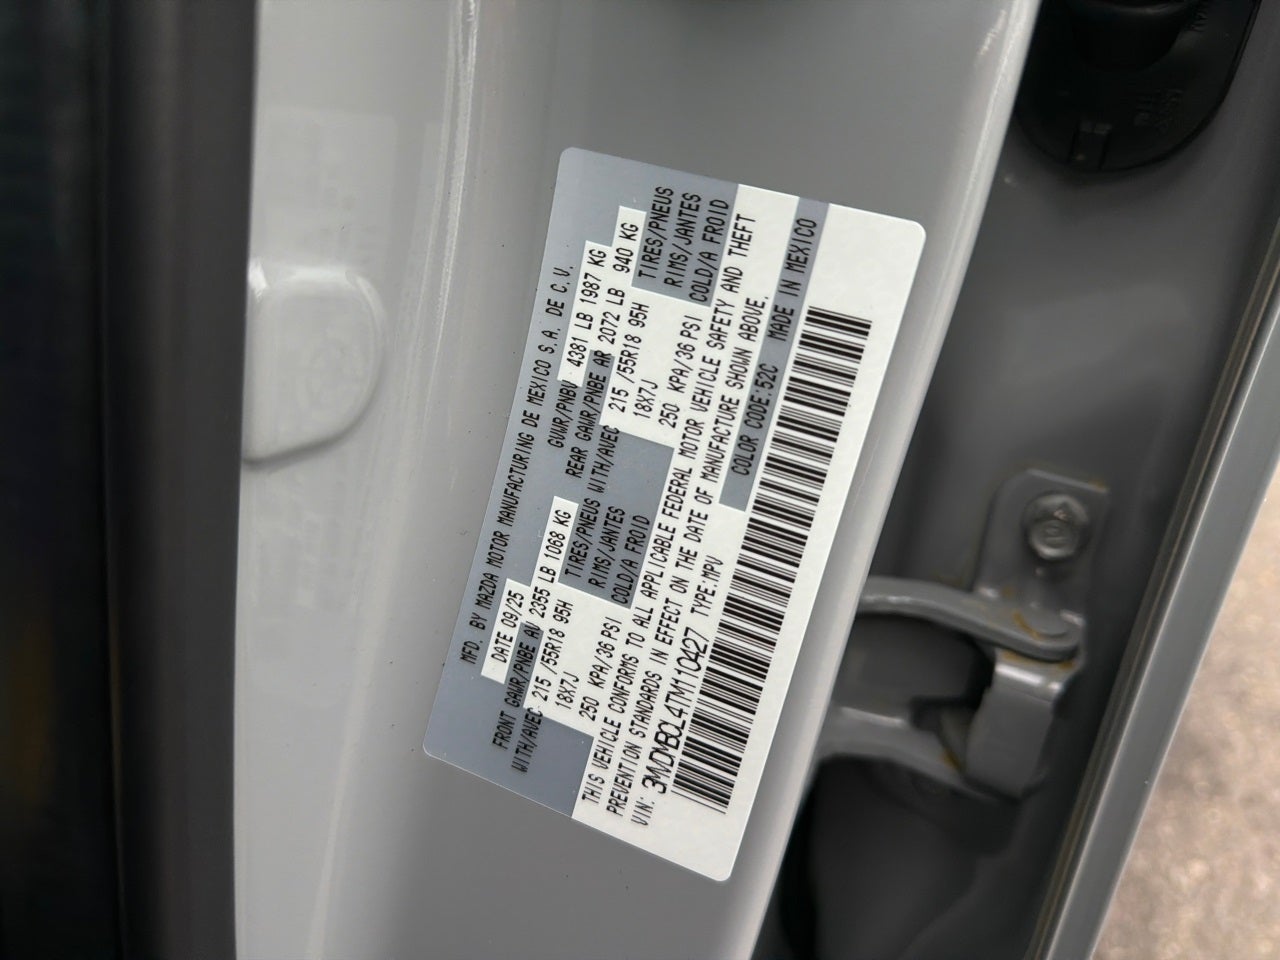 MFD. BY MAZDA MOTOR MANUFACTURING DE MEXICO S.A. DE C.V.
DATE 09/25 GVWR/PNBV 4381 LB 1987 KG
FRONT GAWR/PNBE AV 2355 LB 1068 KG REAR GAWR/PNBE AR 2072 LB 940 KG
WITH/AVEC 215 /55R18 95H TIRES/PNEUS WITH/AVEC 215 /55R18 95H TIRES/PNEUS
18X7J RIMS/JANTES 18X7J RIMS/JANTES
250 KPA/36 PSI COLD/A FROID 250 KPA/36 PSI COLD/A FROID
THIS VEHICLE CONFORMS TO ALL APPLICABLE FEDERAL MOTOR VEHICLE SAFETY AND THEFT
PREVENTION STANDARDS IN EFFECT ON THE DATE OF MANUFACTURE SHOWN ABOVE.
VIN: 3MVDMBCL4TM110427 TYPE:MPV COLOR CODE:52C MADE IN MEXICO